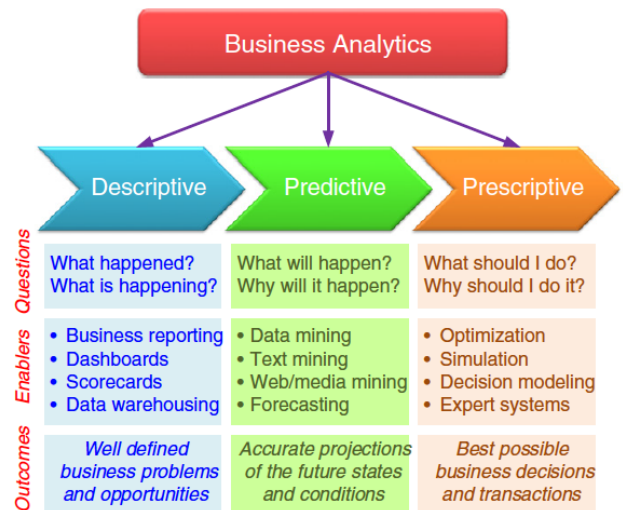 Business Analytics
Descriptive
Predictive
Prescriptive
Questions
What happened?
What is happening?
What will happen?
Why will it happen?
What should I do?
Why should I do it?
Enablers
• Business reporting
• Dashboards
• Scorecards
• Data warehousing
• Data mining
• Text mining
• Web/media mining
• Forecasting
• Optimization
• Simulation
• Decision modeling
• Expert systems
Outcomes
Well defined
business problems
and opportunities
Accurate projections
of the future states
and conditions
Best possible
business decisions
and transactions